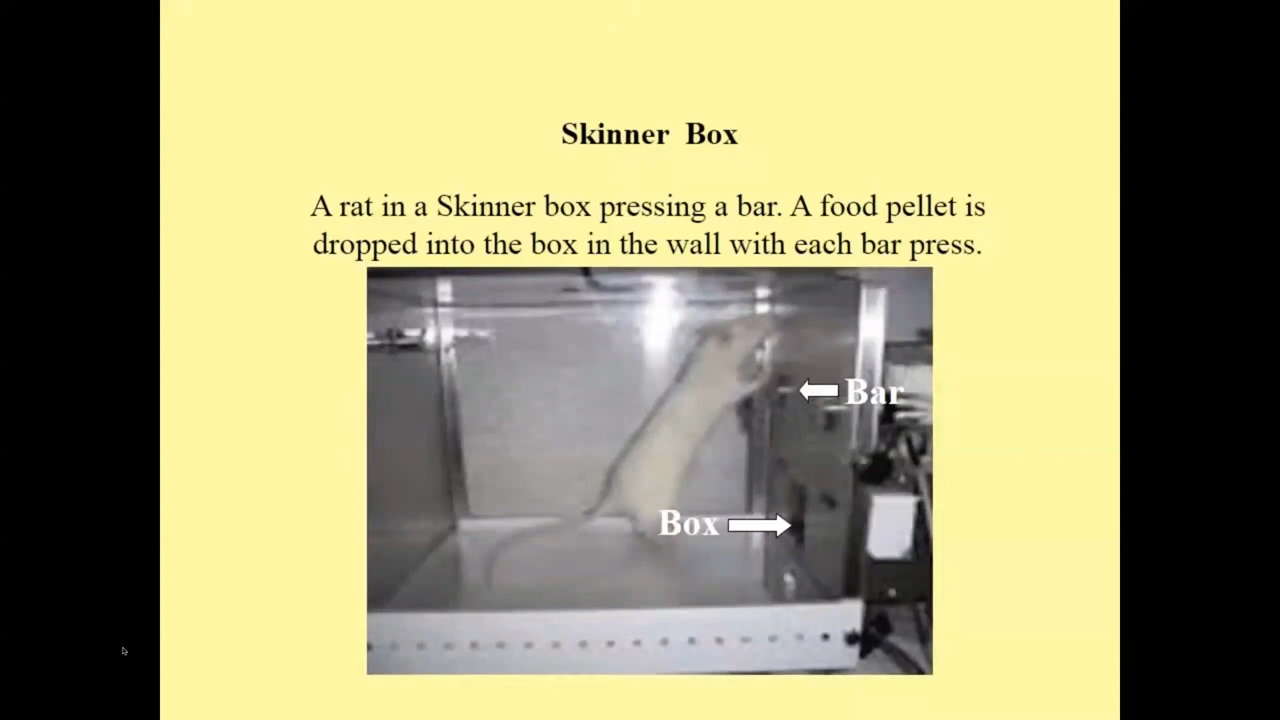 Skinner Box
A rat in a Skinner box pressing a bar. A food pellet is
dropped into the box in the wall with each bar press.
Bar
Box